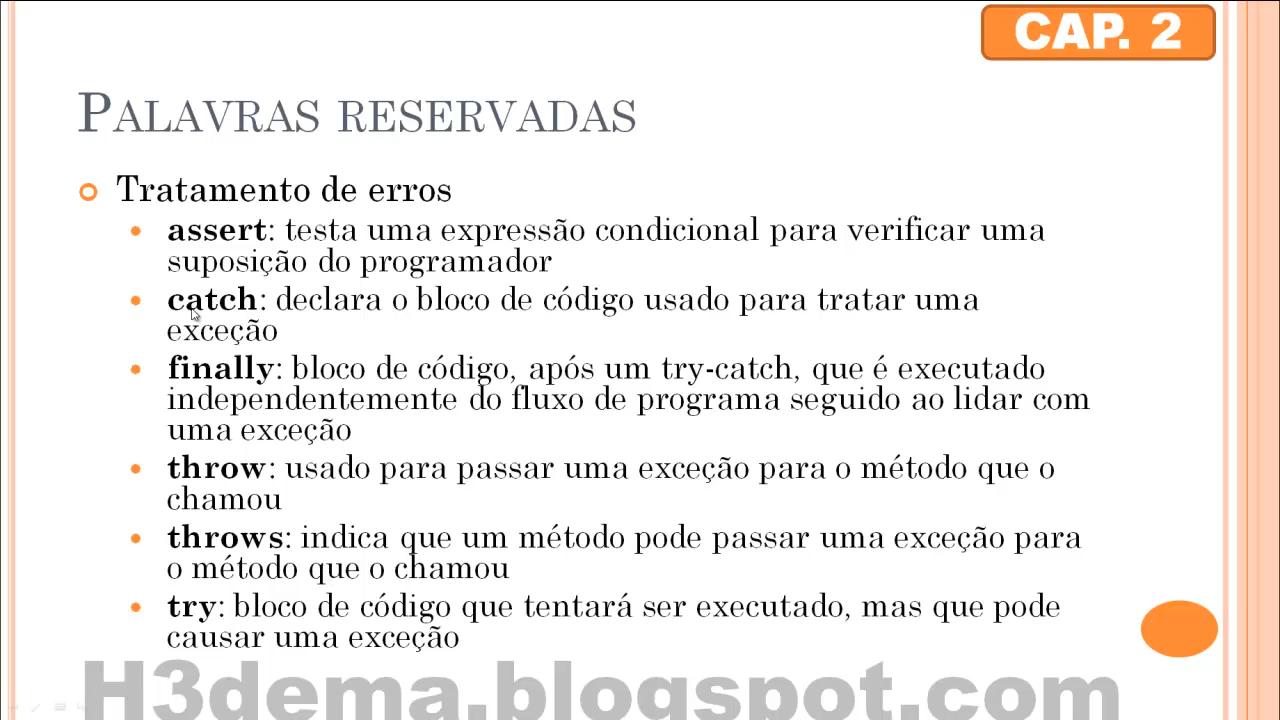 CAP. 2
PALAVRAS RESERVADAS
Tratamento de erros
assert: testa uma expressão condicional para verificar uma
suposição do programador
catch: declara o bloco de código usado para tratar uma
exceção
finally: bloco de código, após um try-catch, que é executado
independentemente do fluxo de programa seguido ao lidar com
uma exceção
throw: usado para passar uma exceção para o método que o
chamou
throws: indica que um método pode passar uma exceção para
o método que o chamou
try: bloco de código que tentará ser executado, mas que pode
causar uma exceção
H3dema.blogspot.com